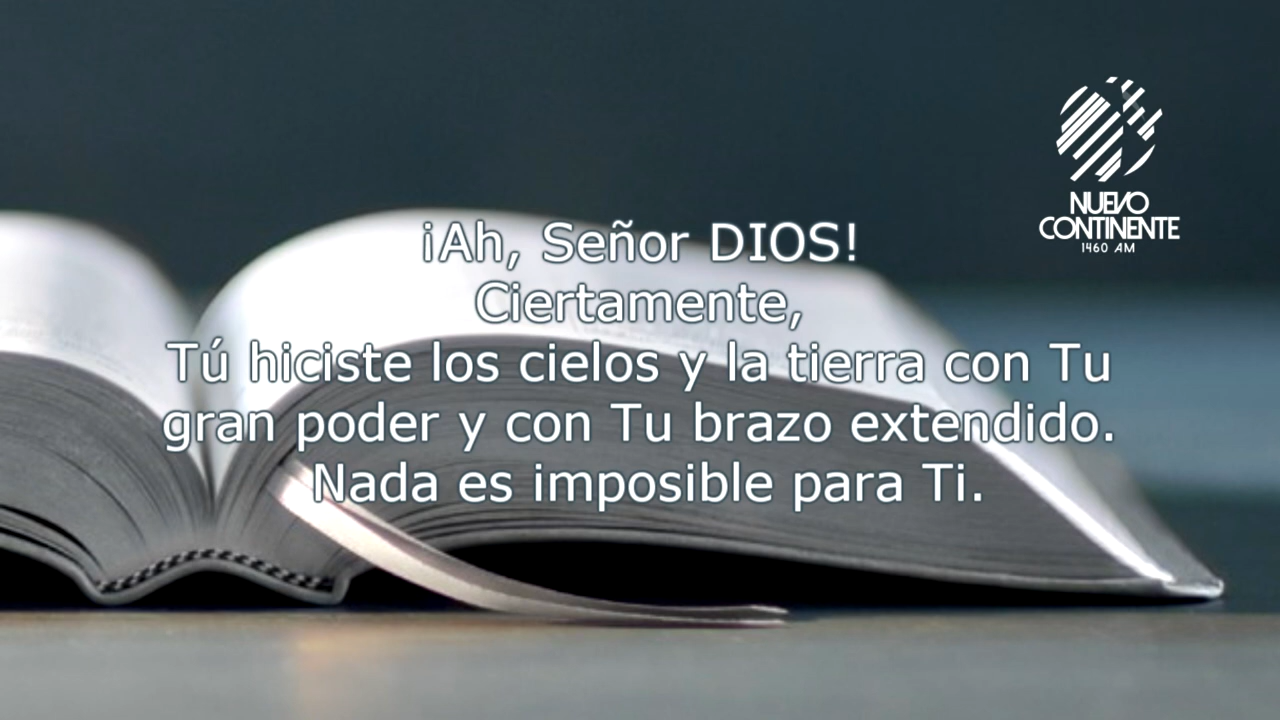 NUEVO
CONTINENTE
1460 AM
¡Ah, Señor DIOS!
Ciertamente,
Tú hiciste los cielos y la tierra con Tu
gran poder y con Tu brazo extendido.
Nada es imposible para Ti.